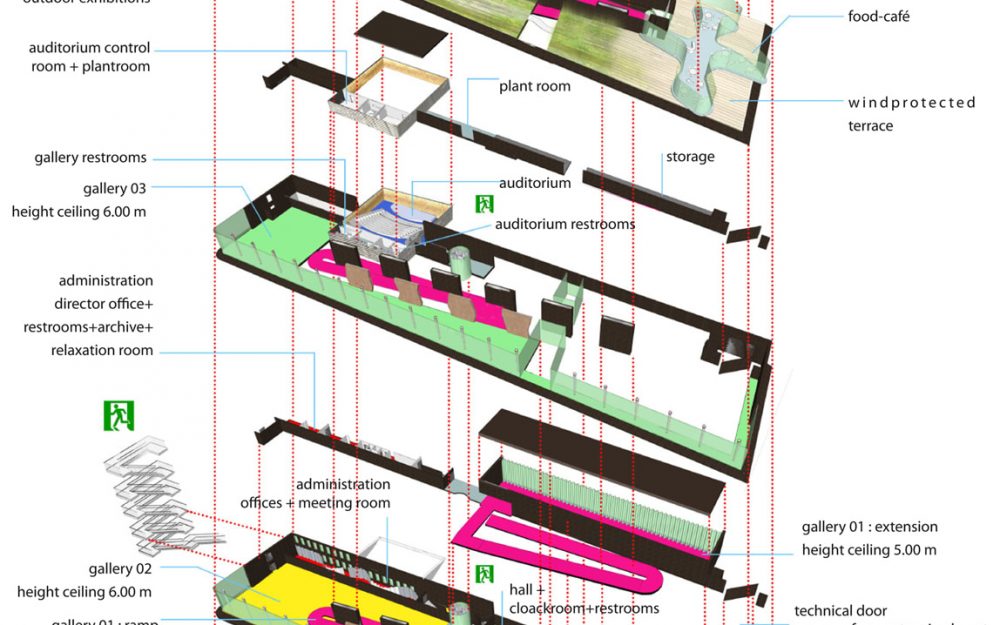 outdoor exhibitions
food-café
auditorium control
room + plantroom
plant room
windprotected
terrace
gallery restrooms
storage
gallery 03
auditorium
height ceiling 6.00 m
auditorium restrooms
administration
director office+
restrooms+archive+
relaxation room
administration
offices + meeting room
gallery 01 : extension
height ceiling 5.00 m
gallery 02
height ceiling 6.00 m
hall +
cloackroom+restrooms
technical door
gallery 01 : ramp